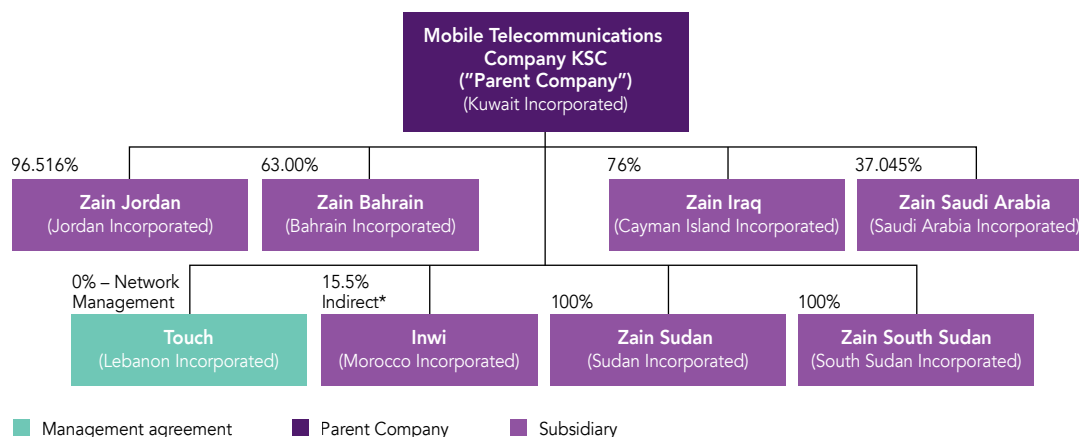 Mobile Telecommunications
Company KSC
("Parent Company")
(Kuwait Incorporated)
96.516%
Zain Jordan
(Jordan Incorporated)
63.00%
Zain Bahrain
(Bahrain Incorporated)
76%
Zain Iraq
(Cayman Island Incorporated)
37.045%
Zain Saudi Arabia
(Saudi Arabia Incorporated)
0% – Network
Management
Touch
(Lebanon Incorporated)
15.5%
Indirect*
Inwi
(Morocco Incorporated)
100%
Zain Sudan
(Sudan Incorporated)
100%
Zain South Sudan
(South Sudan Incorporated)
Management agreement
Parent Company
Subsidiary